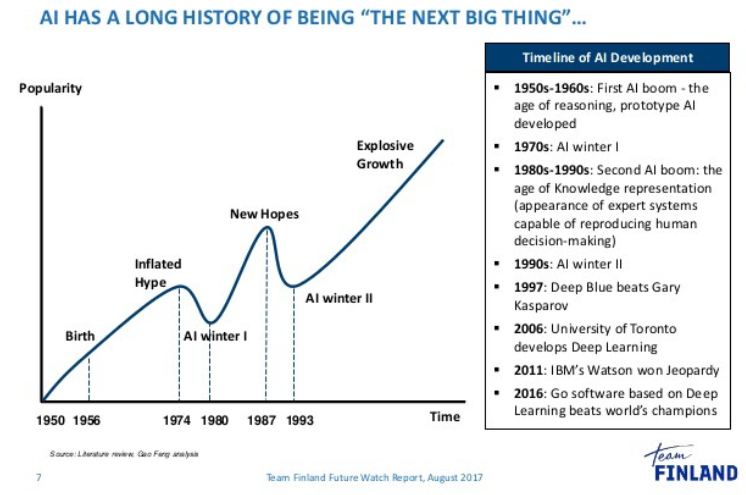 AI HAS A LONG HISTORY OF BEING “THE NEXT BIG THING”…
Popularity
Explosive
Growth
New Hopes
Inflated
Hype
AI winter II
Birth
AI winter I
1950 1956 1974 1980 1987 1993
Time
Timeline of AI Development
▪ 1950s-1960s: First AI boom - the
age of reasoning, prototype AI
developed
▪ 1970s: AI winter I
▪ 1980s-1990s: Second AI boom: the
age of Knowledge representation
(appearance of expert systems
capable of reproducing human
decision-making)
▪ 1990s: AI winter II
▪ 1997: Deep Blue beats Gary
Kasparov
▪ 2006: University of Toronto
develops Deep Learning
▪ 2011: IBM’s Watson won Jeopardy
▪ 2016: Go software based on Deep
Learning beats world’s champions
Source: Literature review, Gao Feng analysis
7
Team Finland Future Watch Report, August 2017
Team
FINLAND